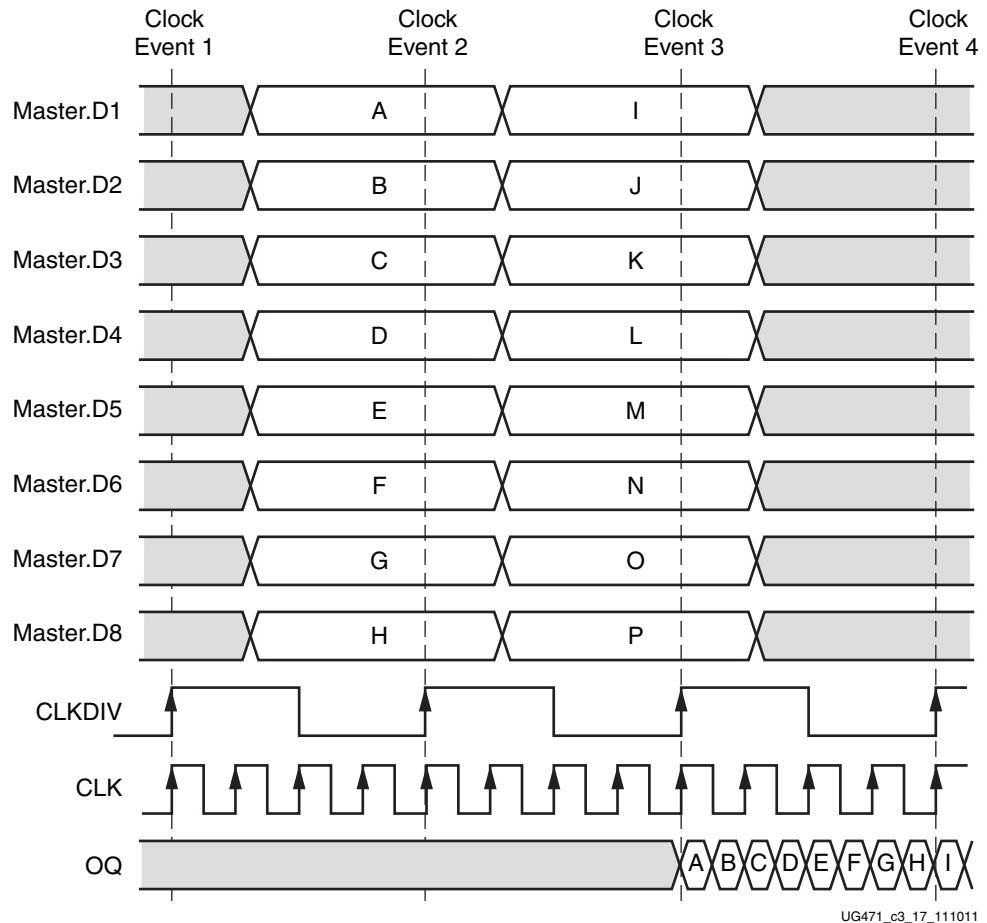 Clock
Event 1
Clock
Event 2
Clock
Event 3
Clock
Event 4
Master.D1 A I
Master.D2 B J
Master.D3 C K
Master.D4 D L
Master.D5 E M
Master.D6 F N
Master.D7 G O
Master.D8 H P
CLKDIV
CLK
OQ A B C D E F G H I
UG471_c3_17_111011